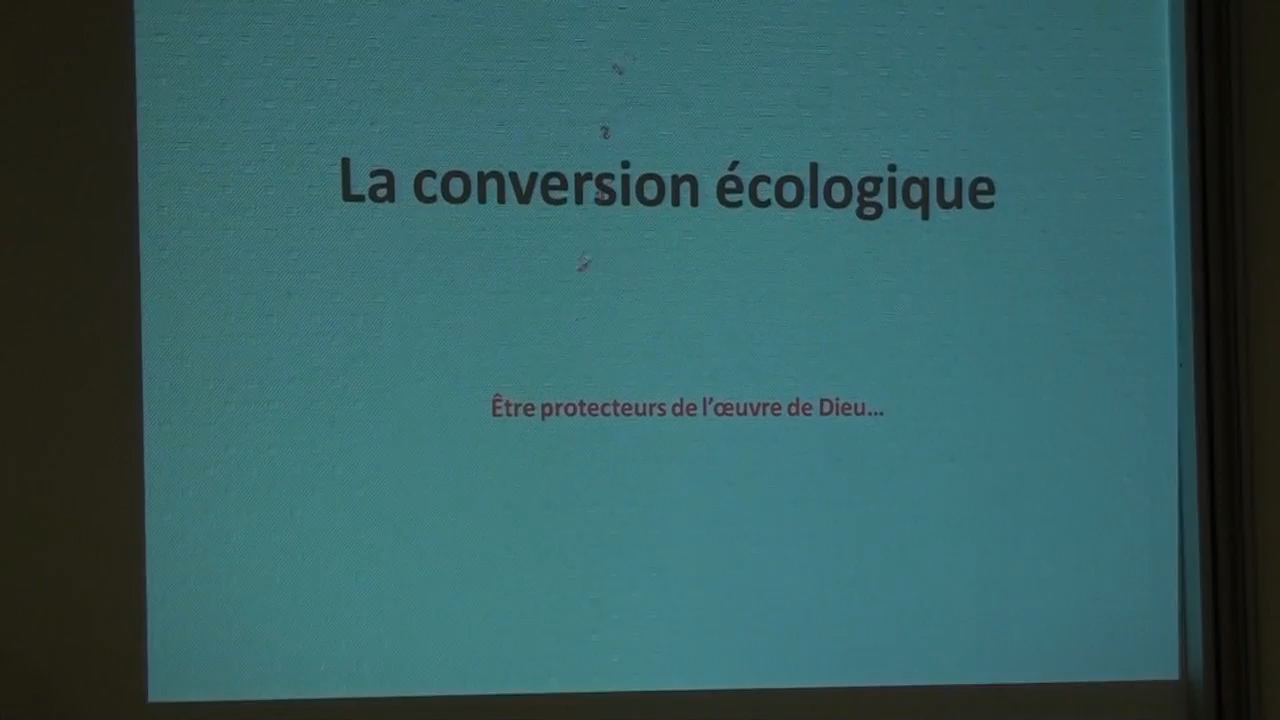 La conversion écologique
Être protecteurs de l’œuvre de Dieu...